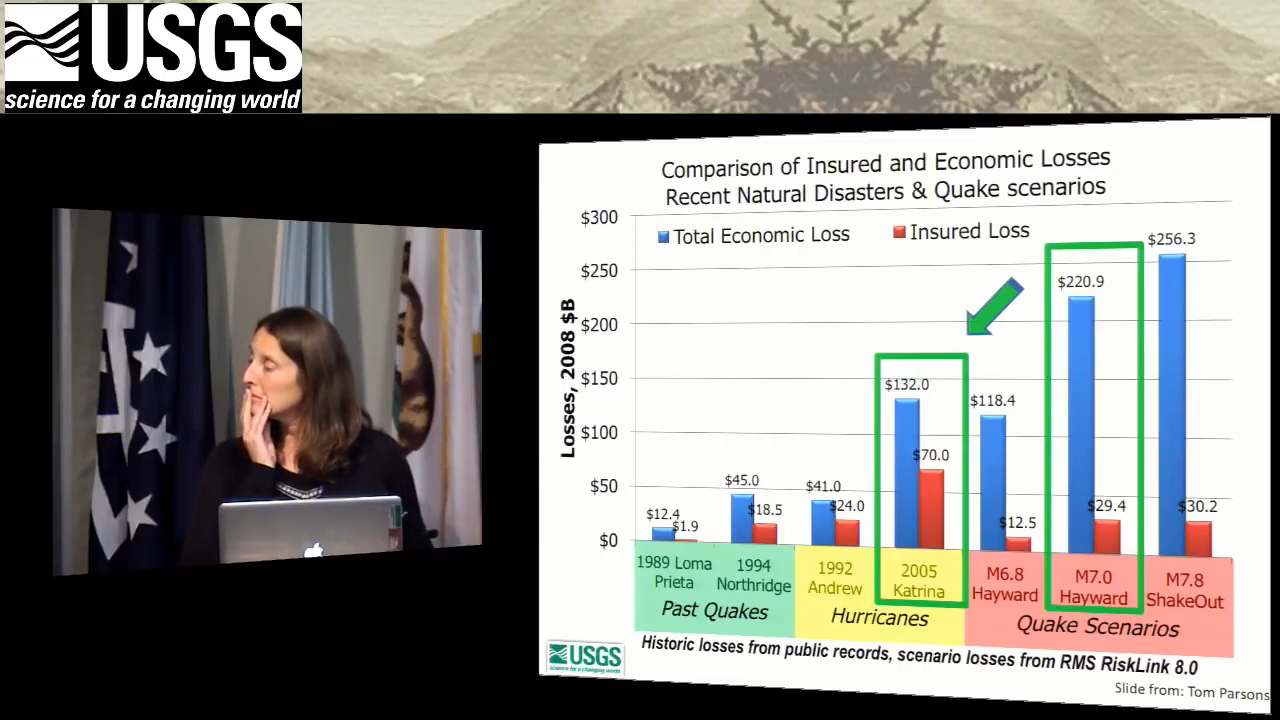 USGS
science for a changing world
Comparison of Insured and Economic Losses
Recent Natural Disasters & Quake scenarios
Total Economic Loss
Insured Loss
Losses, 2008 $B
$300
$250
$200
$150
$100
$50
$0
$12.4
$1.9
$45.0
$18.5
$41.0
$24.0
$132.0
$70.0
$118.4
$12.5
$220.9
$29.4
$256.3
$30.2
1989 Loma
Prieta
1994
Northridge
1992
Andrew
2005
Katrina
M6.8
Hayward
M7.0
Hayward
M7.8
ShakeOut
Past Quakes
Hurricanes
Quake Scenarios
USGS
science for a changing world
Historic losses from public records, scenario losses from RMS RiskLink 8.0
Slide from: Tom Parsons